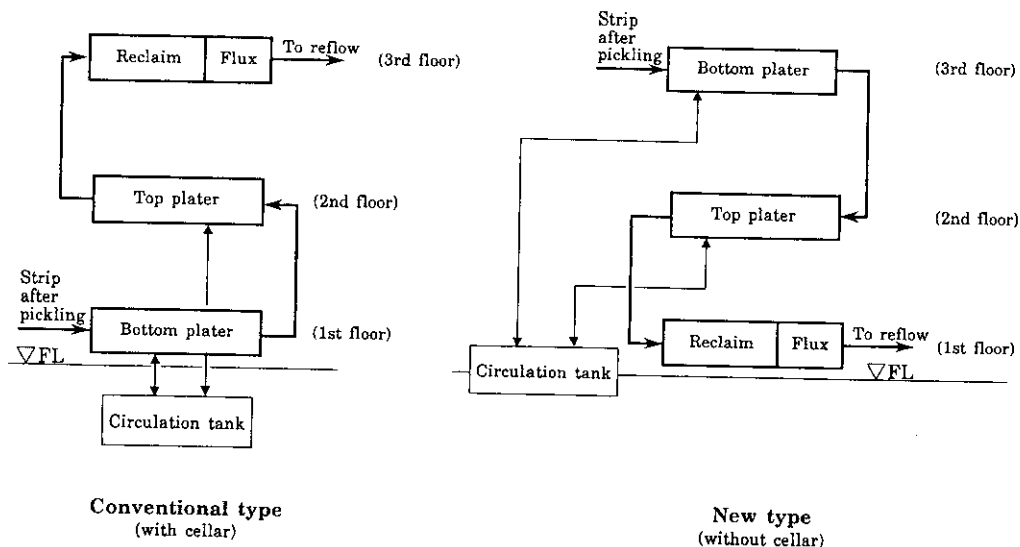 Reclaim
Flux
To reflow
(3rd floor)
Top plater
(2nd floor)
Strip
after
pickling
Bottom plater
(1st floor)
▽FL
Circulation tank
Conventional type
(with cellar)
Strip
after
pickling
Bottom plater
(3rd floor)
Top plater
(2nd floor)
Reclaim
Flux
To reflow
(1st floor)
Circulation tank
▽FL
New type
(without cellar)